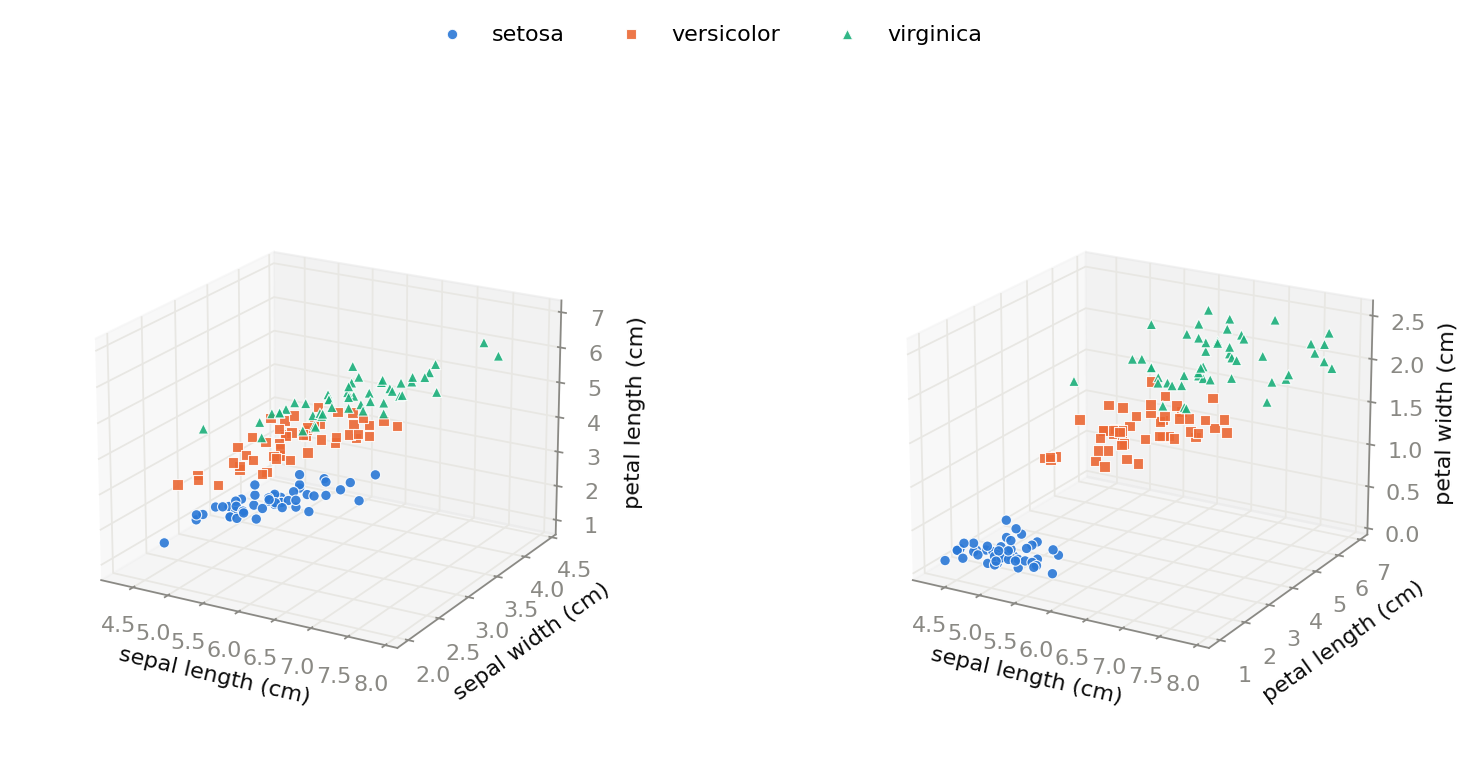 setosa versicolor virginica
7
6
5
4
3
2
1
petal length (cm)
4.5 5.0 5.5 6.0 6.5 7.0 7.5 8.0
sepal length (cm)
2.0 2.5 3.0 3.5 4.0 4.5
sepal width (cm)
2.5
2.0
1.5
1.0
0.5
0.0
petal width (cm)
4.5 5.0 5.5 6.0 6.5 7.0 7.5 8.0
sepal length (cm)
1 2 3 4 5 6 7
petal length (cm)